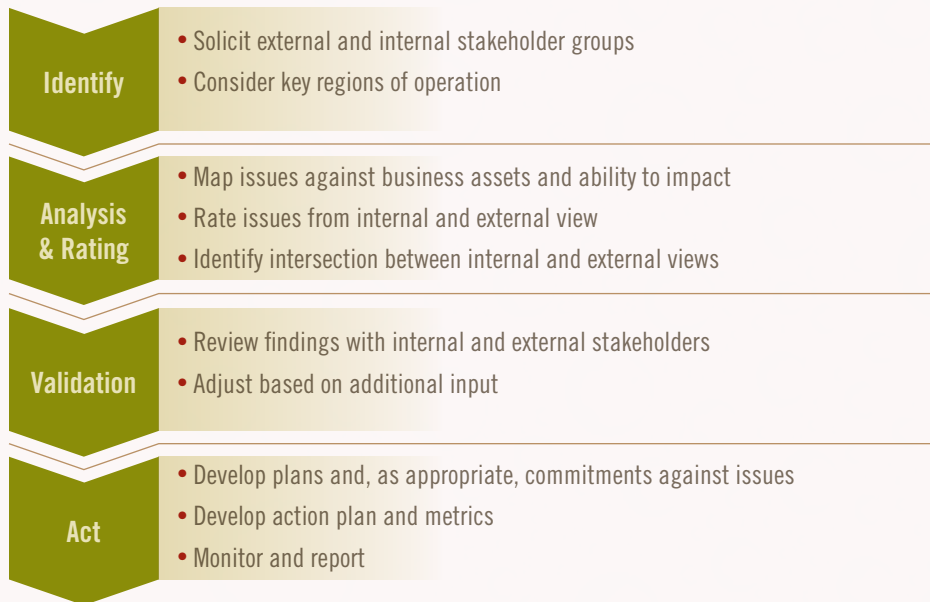 Identify
• Solicit external and internal stakeholder groups
• Consider key regions of operation
Analysis
& Rating
• Map issues against business assets and ability to impact
• Rate issues from internal and external view
• Identify intersection between internal and external views
Validation
• Review findings with internal and external stakeholders
• Adjust based on additional input
Act
• Develop plans and, as appropriate, commitments against issues
• Develop action plan and metrics
• Monitor and report